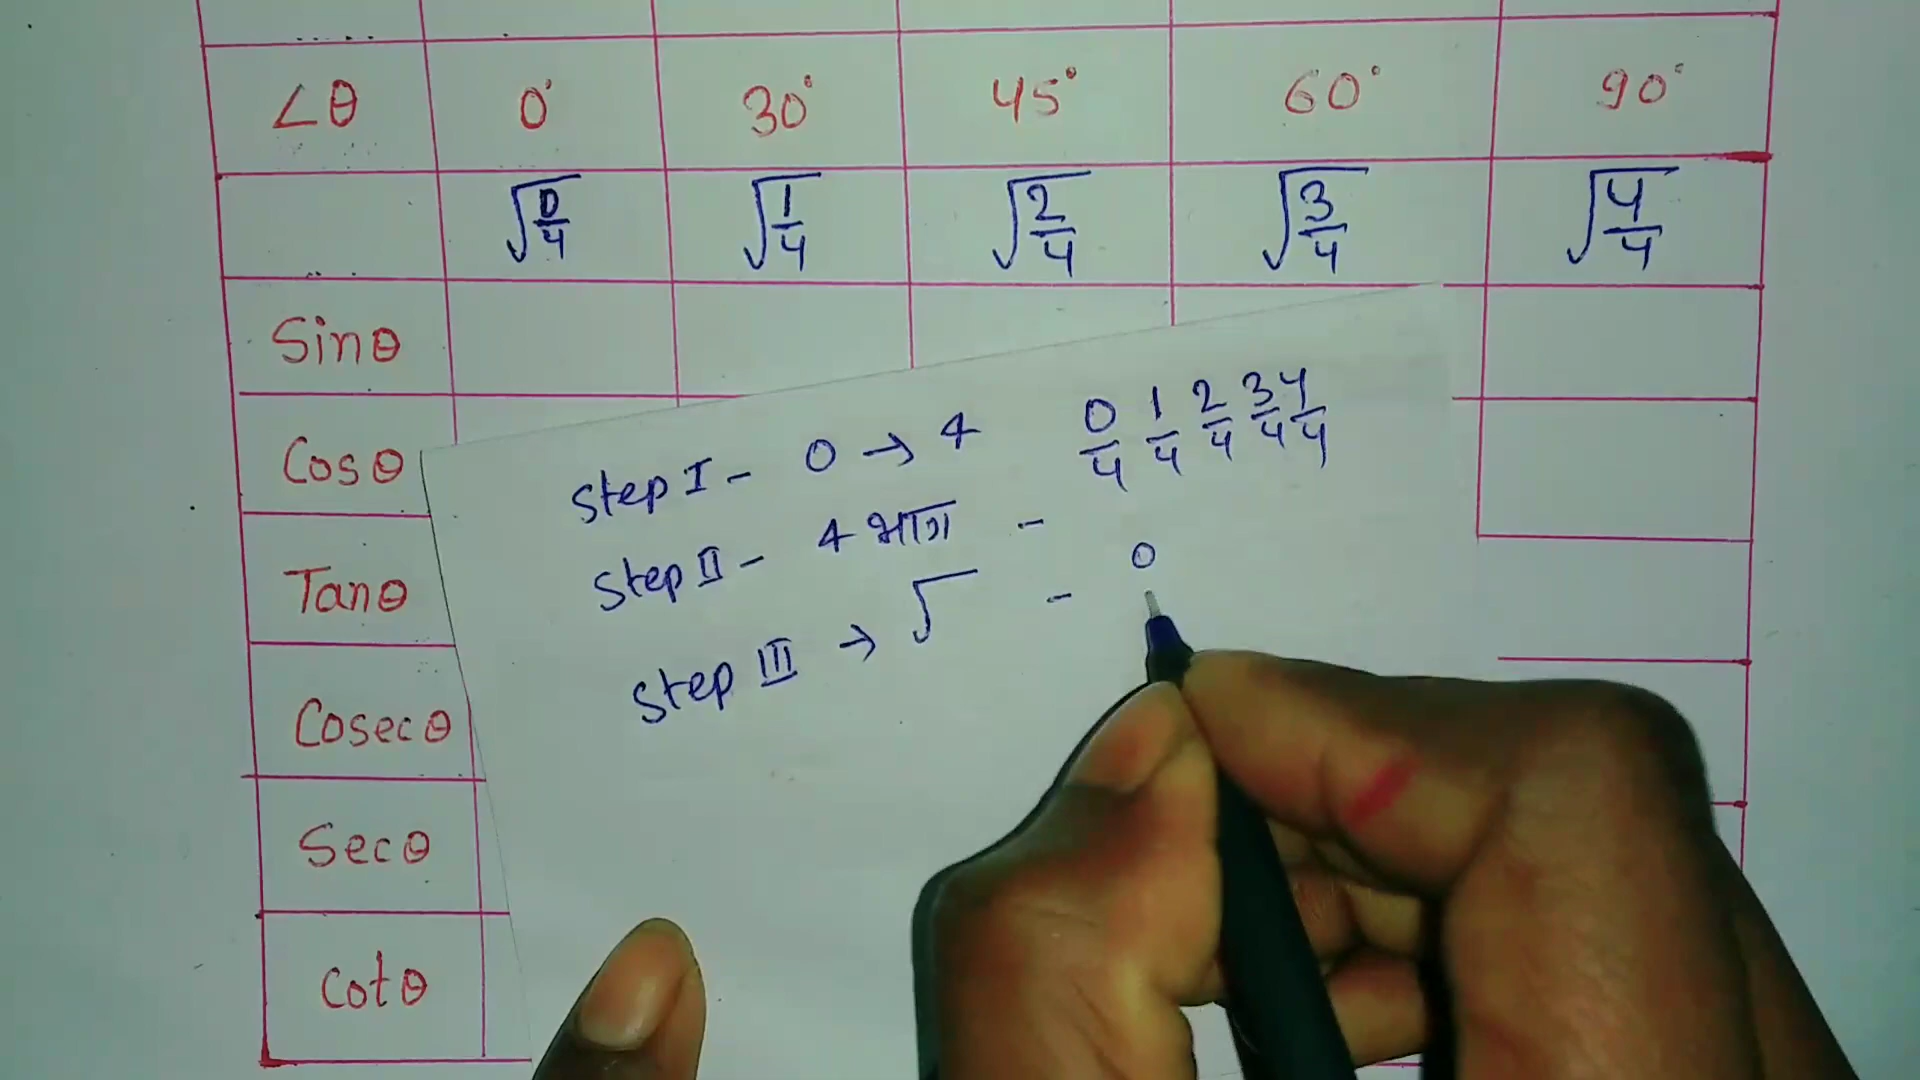 ∠θ 0° 30° 45° 60° 90°
√0/4 √1/4 √2/4 √3/4 √4/4
Sinθ
Cosθ
Tanθ
Cosecθ
Secθ
Cotθ
Step I - 0 → 4 0/4 1/4 2/4 3/4 4/4
Step II - 4 भाग -
Step III → √ - 0